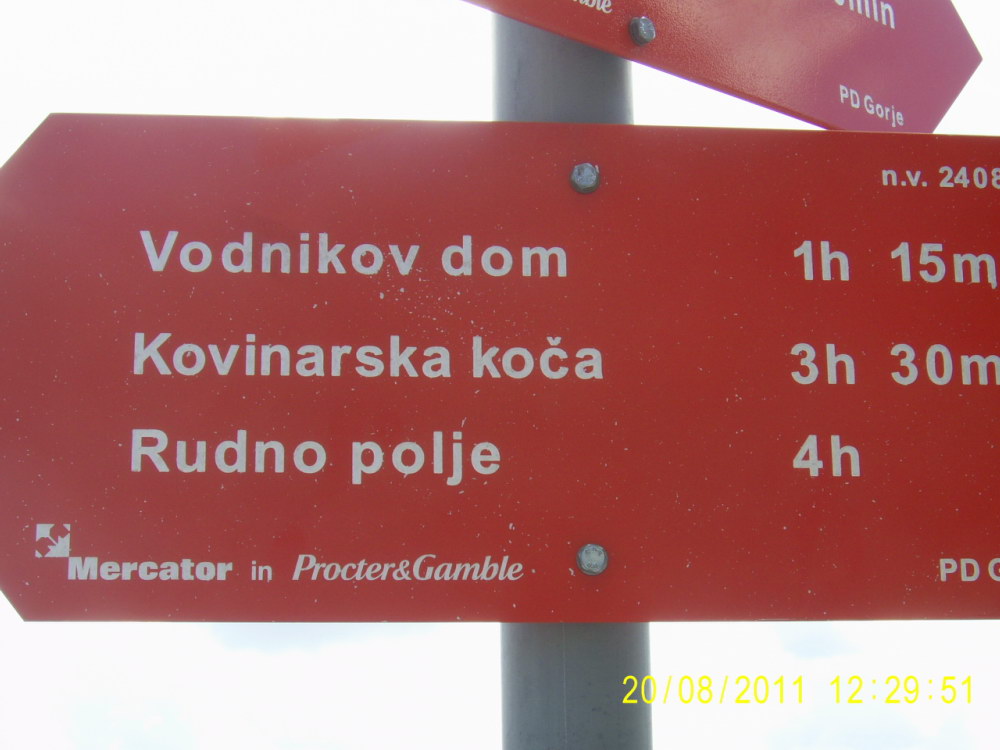 PD Gorje
n.v. 2408
Vodnikov dom 1h 15m
Kovinarska koča 3h 30m
Rudno polje 4h
Mercator in Procter&Gamble PD
20/08/2011 12:29:51